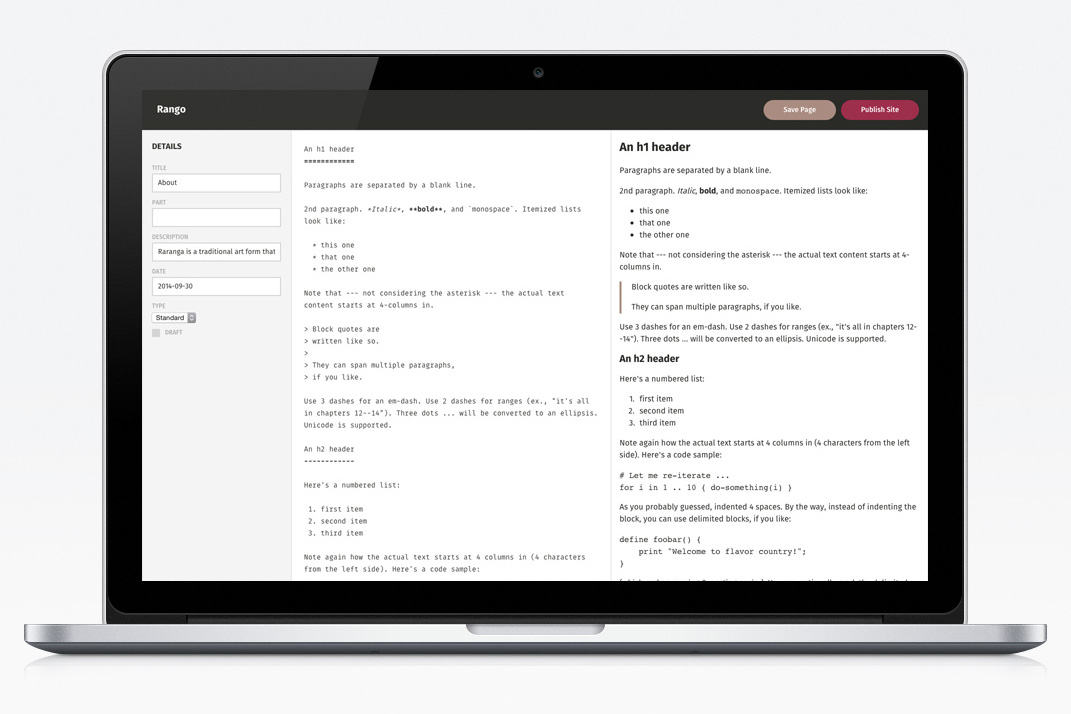 Rango
Save Page
Publish Site
DETAILS
TITLE
About
PART
DESCRIPTION
Raranga is a traditional art form that
DATE
2014-09-30
TYPE
Standard
DRAFT
An h1 header
============
Paragraphs are separated by a blank line.
2nd paragraph. *Italic*, **bold**, and `monospace`. Itemized lists
look like:
* this one
* that one
* the other one
Note that --- not considering the asterisk --- the actual text
content starts at 4-columns in.
> Block quotes are
> written like so.
>
> They can span multiple paragraphs,
> if you like.
Use 3 dashes for an em-dash. Use 2 dashes for ranges (ex., "it's all
in chapters 12--14"). Three dots ... will be converted to an ellipsis.
Unicode is supported.
An h2 header
------------
Here's a numbered list:
1. first item
2. second item
3. third item
Note again how the actual text starts at 4 columns in (4 characters
from the left side). Here's a code sample:
An h1 header
Paragraphs are separated by a blank line.
2nd paragraph. Italic, bold, and monospace. Itemized lists look like:
• this one
• that one
• the other one
Note that --- not considering the asterisk --- the actual text content starts at 4-
columns in.
Block quotes are written like so.
They can span multiple paragraphs, if you like.
Use 3 dashes for an em-dash. Use 2 dashes for ranges (ex., "it's all in chapters 12-
-14"). Three dots ... will be converted to an ellipsis. Unicode is supported.
An h2 header
Here's a numbered list:
1. first item
2. second item
3. third item
Note again how the actual text starts at 4 columns in (4 characters from the left
side). Here's a code sample:
# Let me re-iterate ...
for i in 1 .. 10 { do-something(i) }
As you probably guessed, indented 4 spaces. By the way, instead of indenting the
block, you can use delimited blocks, if you like:
define foobar() {
print "Welcome to flavor country!";
}